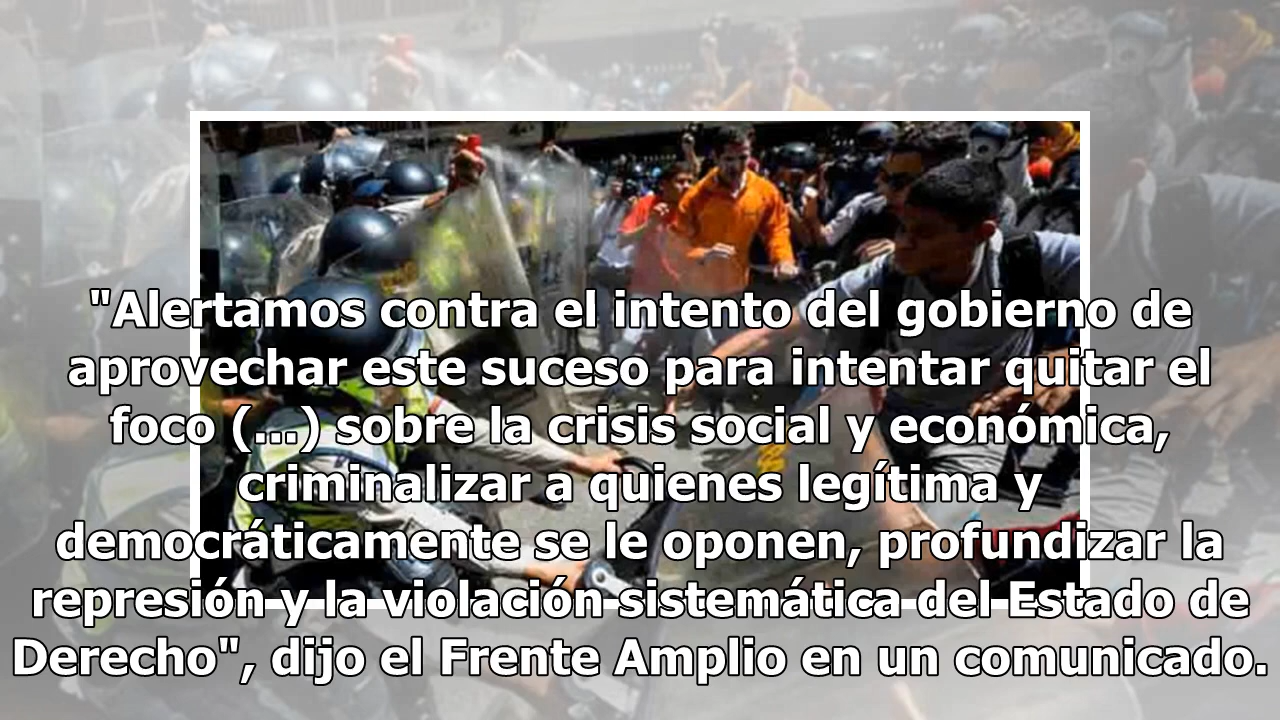 "Alertamos contra el intento del gobierno de
aprovechar este suceso para intentar quitar el
foco (...) sobre la crisis social y económica,
criminalizar a quienes legítima y
democráticamente se le oponen, profundizar la
represión y la violación sistemática del Estado de
Derecho", dijo el Frente Amplio en un comunicado.